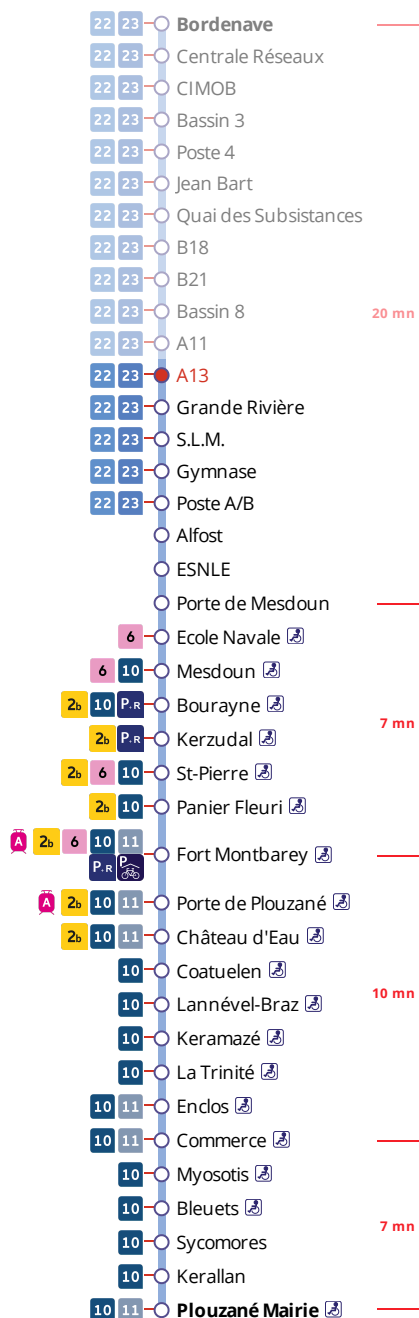 22 23 Bordenave
22 23 Centrale Réseaux
22 23 CIMOB
22 23 Bassin 3
22 23 Poste 4
22 23 Jean Bart
22 23 Quai des Subsistances
22 23 B18
22 23 B21
22 23 Bassin 8
20 mn
22 23 A11
22 23 A13
22 23 Grande Rivière
22 23 S.L.M.
22 23 Gymnase
22 23 Poste A/B
Alfost
ESNLE
Porte de Mesdoun
6 Ecole Navale
6 10 Mesdoun
2b 10 P+R Bourayne
7 mn
2b P+R Kerzudal
2b 6 10 St-Pierre
2b 10 Panier Fleuri
A 2b 6 10 11
P+R P Fort Montbarey
A 2b 10 11 Porte de Plouzané
2b 10 11 Château d'Eau
10 Coatuelen
10 mn
10 Lannével-Braz
10 Keramazé
10 La Trinité
10 11 Enclos
10 11 Commerce
10 Myosotis
10 Bleuets
7 mn
10 Sycomores
10 Kerallan
10 11 Plouzané Mairie